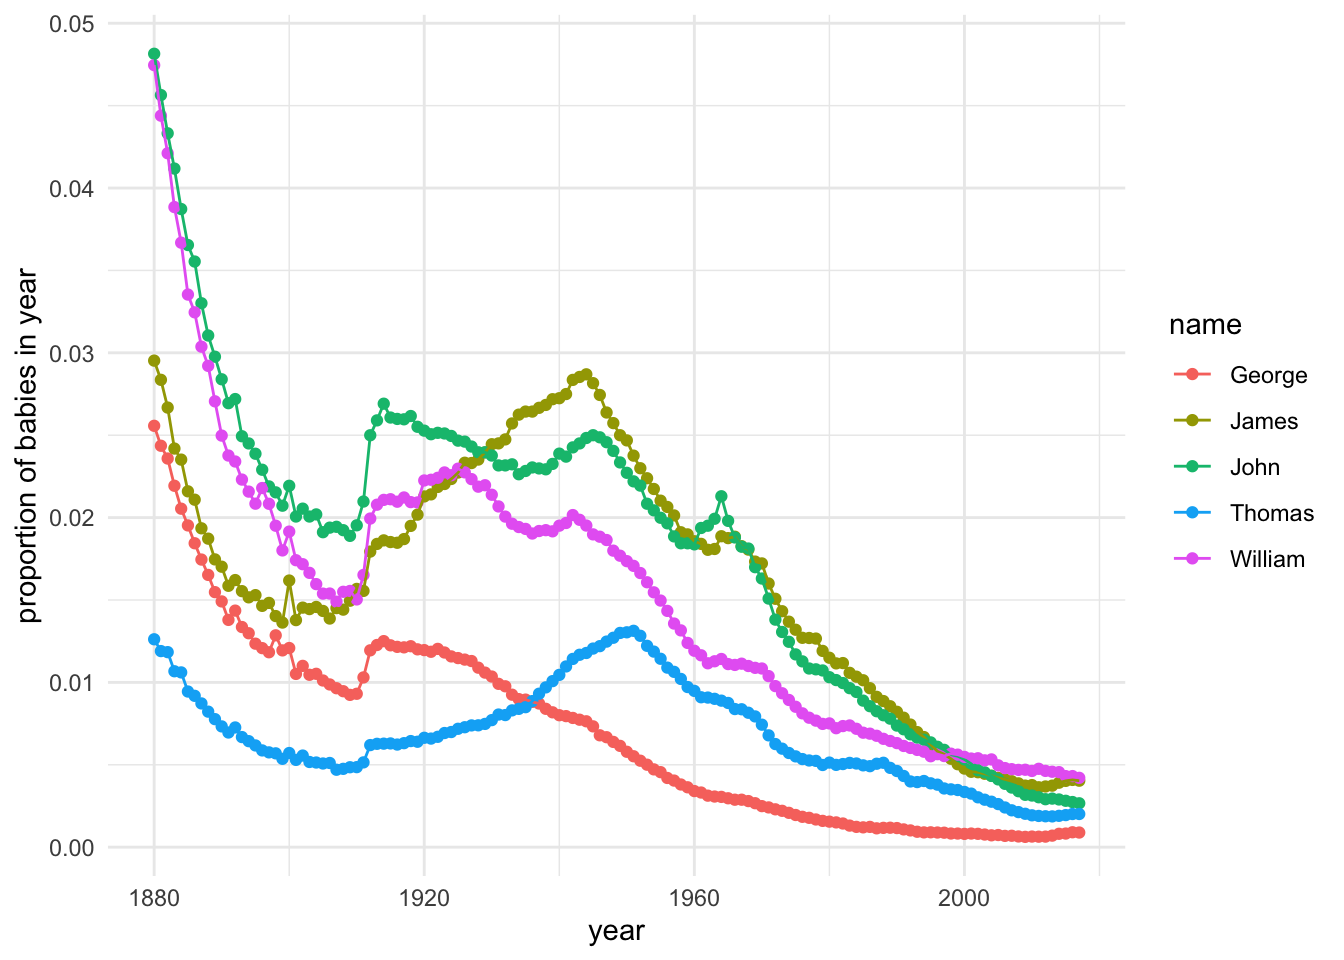 0.05
0.04
0.03
0.02
0.01
0.00
proportion of babies in year
1880
1920
1960
2000
year
name
George
James
John
Thomas
William